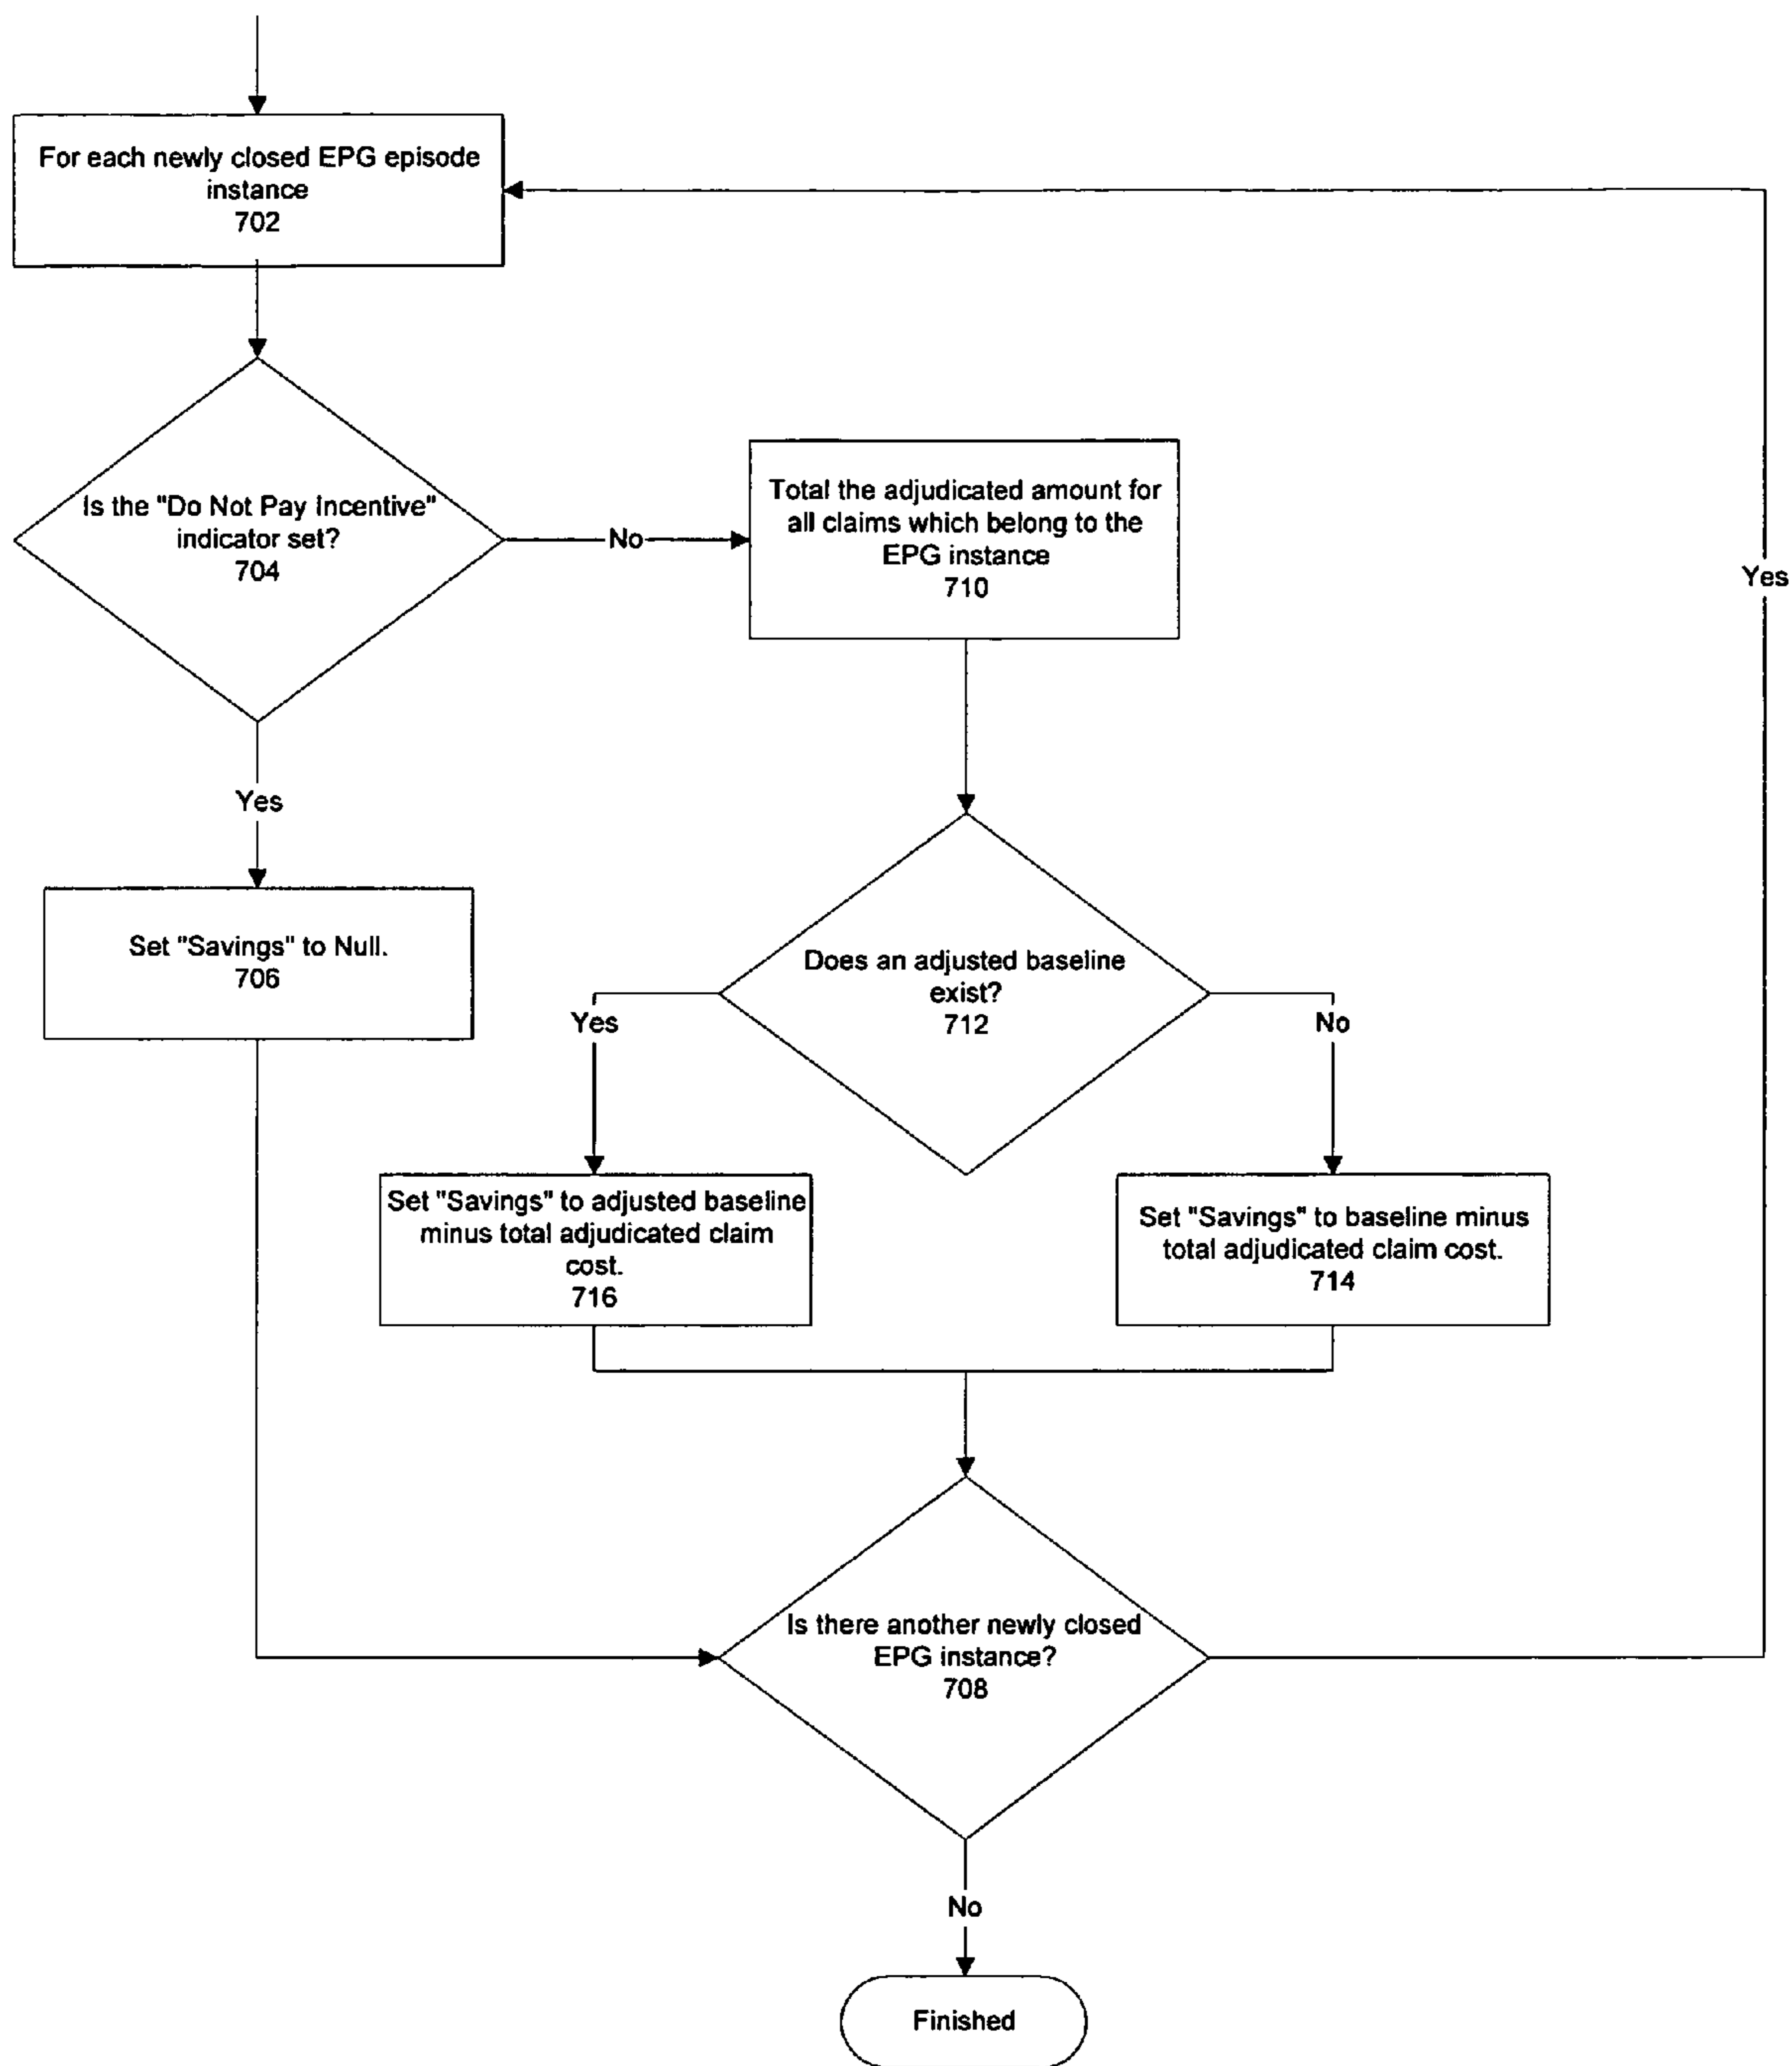 For each newly closed EPG episode
instance
702
Is the "Do Not Pay Incentive"
indicator set?
704
No
Total the adjudicated amount for
all claims which belong to the
EPG instance
710
Yes
Yes
Set "Savings" to Null.
706
Does an adjusted baseline
exist?
712
Yes
No
Set "Savings" to adjusted baseline
minus total adjudicated claim
cost.
716
Set "Savings" to baseline minus
total adjudicated claim cost.
714
Is there another newly closed
EPG instance?
708
No
Finished